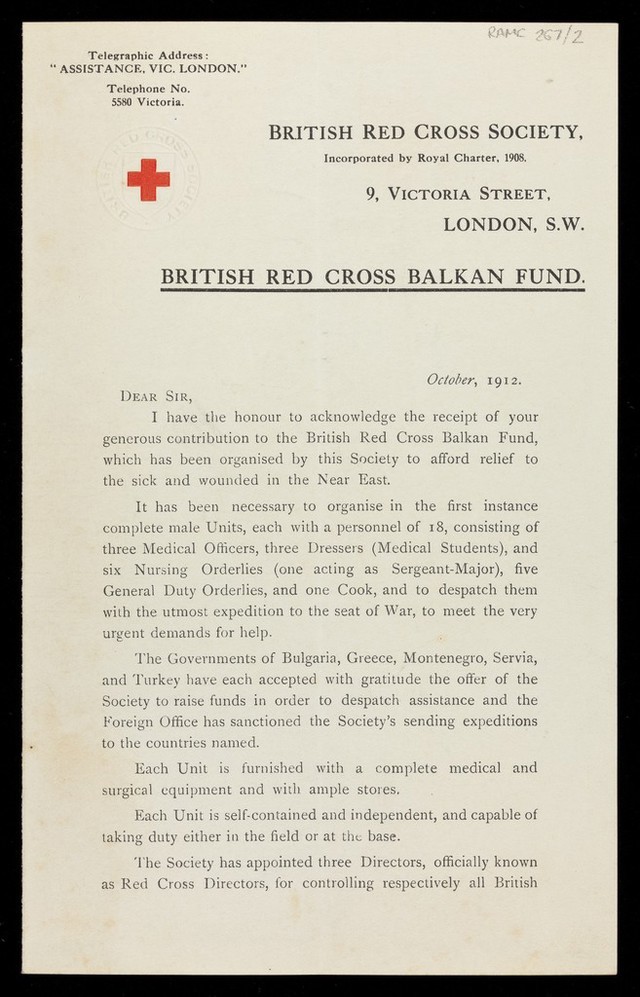 RAMC 267/2
Telegraphic Address:
"ASSISTANCE, VIC. LONDON."
Telephone No.
5580 Victoria.
BRITISH RED CROSS SOCIETY
BRITISH RED CROSS SOCIETY,
Incorporated by Royal Charter, 1908.
9, VICTORIA STREET,
LONDON, S.W.
BRITISH RED CROSS BALKAN FUND.
October, 1912.
DEAR SIR,
I have the honour to acknowledge the receipt of your
generous contribution to the British Red Cross Balkan Fund,
which has been organised by this Society to afford relief to
the sick and wounded in the Near East.
It has been necessary to organise in the first instance
complete male Units, each with a personnel of 18, consisting of
three Medical Officers, three Dressers (Medical Students), and
six Nursing Orderlies (one acting as Sergeant-Major), five
General Duty Orderlies, and one Cook, and to despatch them
with the utmost expedition to the seat of War, to meet the very
urgent demands for help.
The Governments of Bulgaria, Greece, Montenegro, Servia,
and Turkey have each accepted with gratitude the offer of the
Society to raise funds in order to despatch assistance and the
Foreign Office has sanctioned the Society's sending expeditions
to the countries named.
Each Unit is furnished with a complete medical and
surgical equipment and with ample stores.
Each Unit is self-contained and independent, and capable of
taking duty either in the field or at the base.
The Society has appointed three Directors, officially known
as Red Cross Directors, for controlling respectively all British